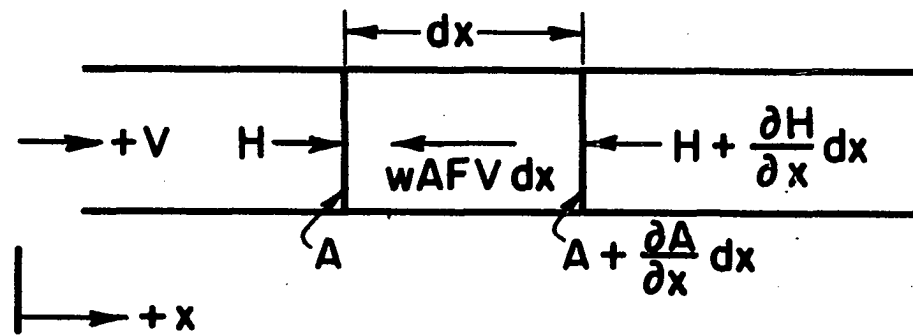 dx
+V
H
wAFV dx
H + ∂H/∂x dx
A
A + ∂A/∂x dx
+x